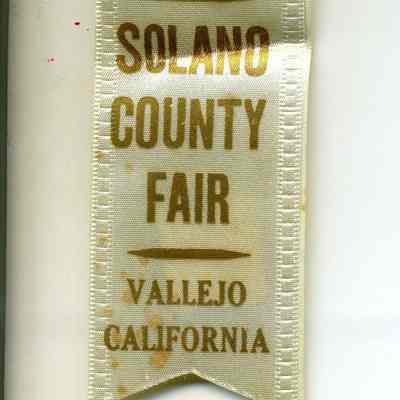 SOLANO
COUNTY
FAIR
VALLEJO
CALIFORNIA